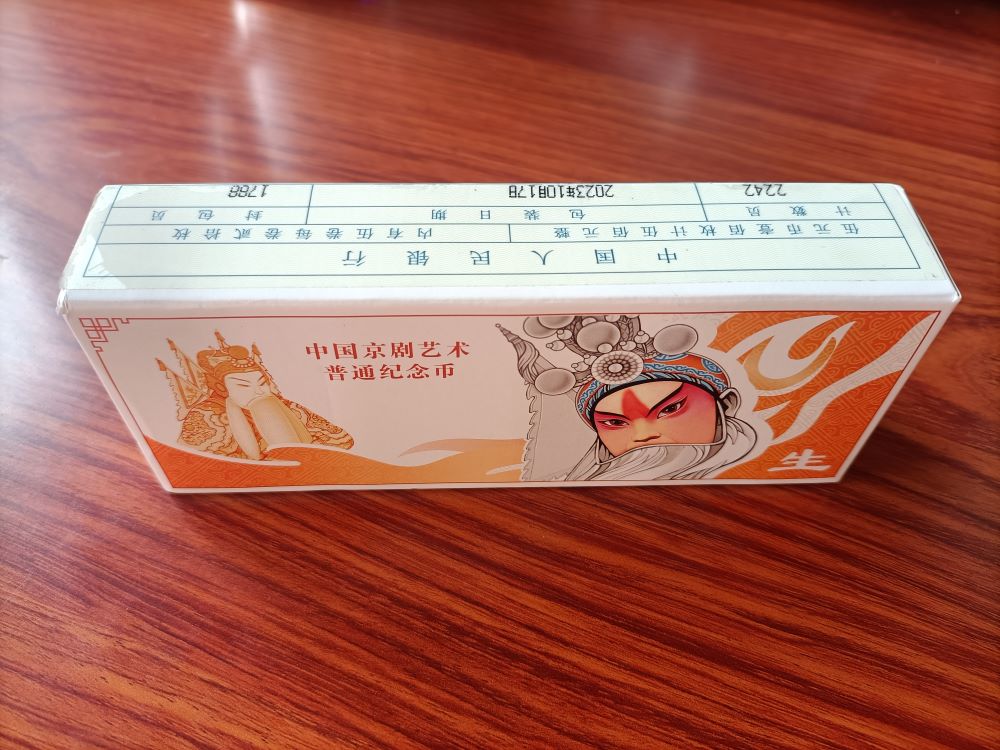 中国人民银行
伍元币壹佰枚计伍佰元整 内有伍卷每卷贰拾枚
计数员 包装日期 封包员
2242 2023年10月17日 1788
中国京剧艺术
普通纪念币
生